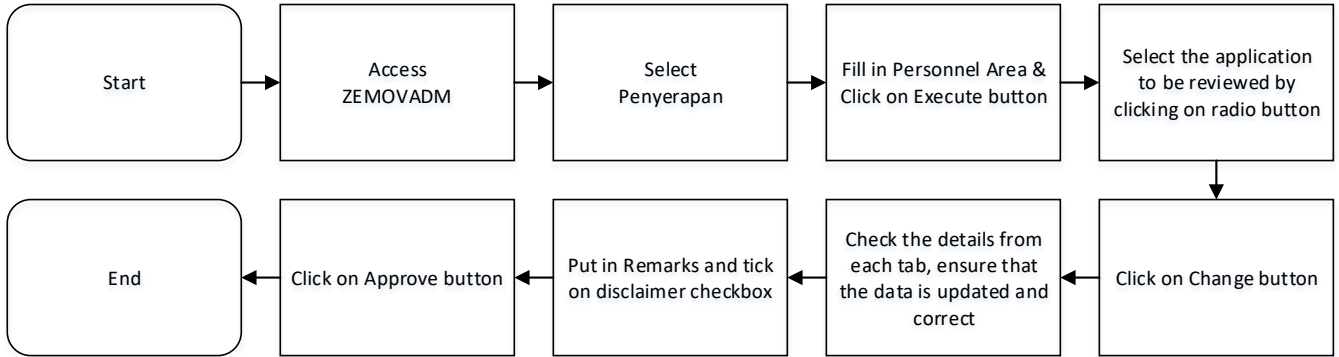 Start
Access
ZEMOVADM
Select
Penyerapan
Fill in Personnel Area &
Click on Execute button
Select the application
to be reviewed by
clicking on radio button
Click on Change button
Check the details from
each tab, ensure that
the data is updated and
correct
Put in Remarks and tick
on disclaimer checkbox
Click on Approve button
End